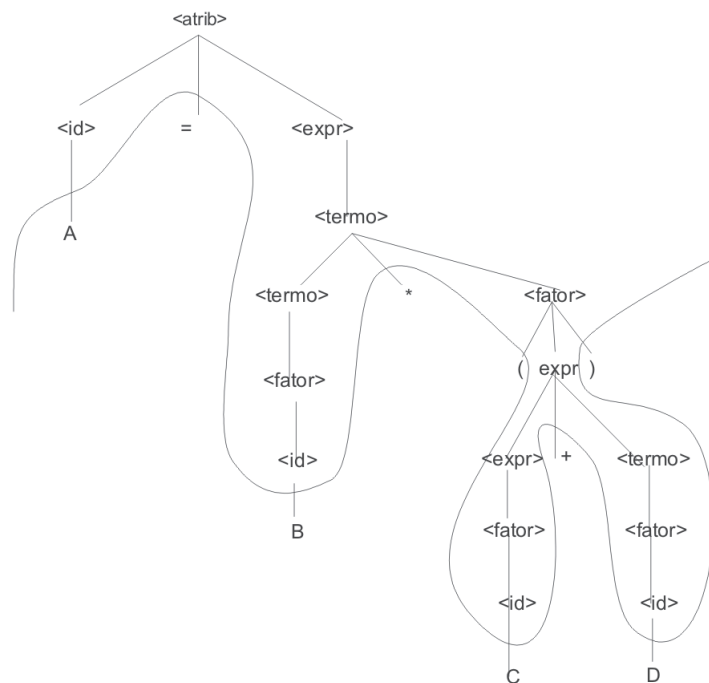 <atrib>
<id> = <expr>
A <termo>
<termo> * <fator>
( expr )
<fator>
<id> <expr> + <termo>
B <fator> <fator>
<id> <id>
C D